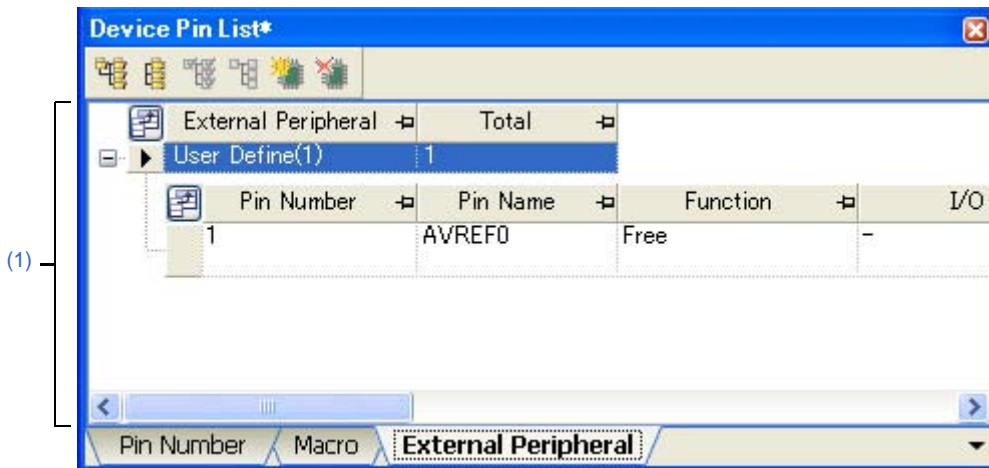 Device Pin List*
External Peripheral Total
User Define(1) 1
Pin Number Pin Name Function I/O
1 AVREF0 Free -
(1)
Pin Number Macro External Peripheral